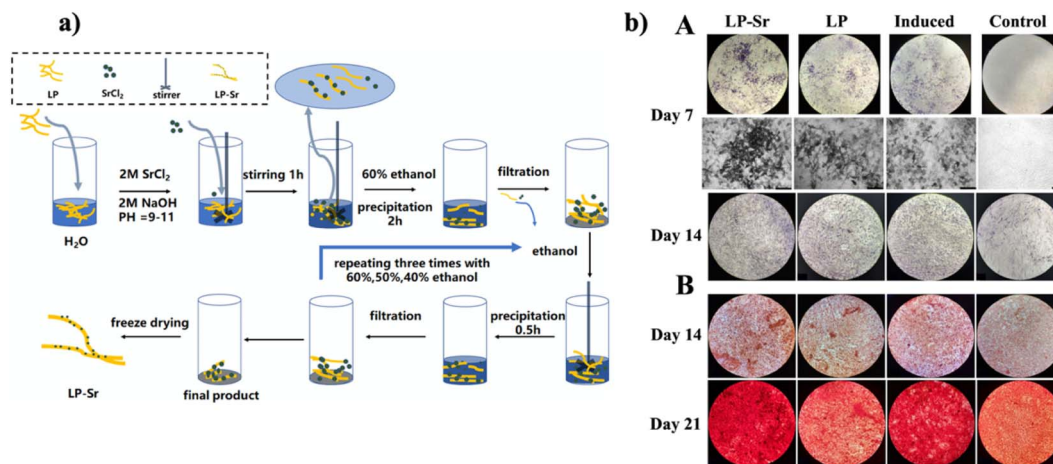 a)
LP
SrCl₂
stirrer
LP-Sr
2M SrCl₂
2M NaOH
PH =9-11
H₂O
stirring 1h
60% ethanol
precipitation
2h
filtration
ethanol
repeating three times with
60%,50%,40% ethanol
precipitation
0.5h
filtration
final product
freeze drying
LP-Sr
b)
A
LP-Sr
LP
Induced
Control
Day 7
Day 14
B
Day 14
Day 21